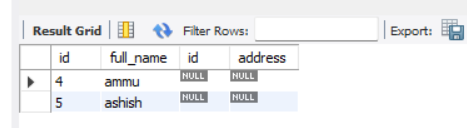 Result Grid Filter Rows: Export:
id full_name id address
4 ammu NULL NULL
5 ashish NULL NULL